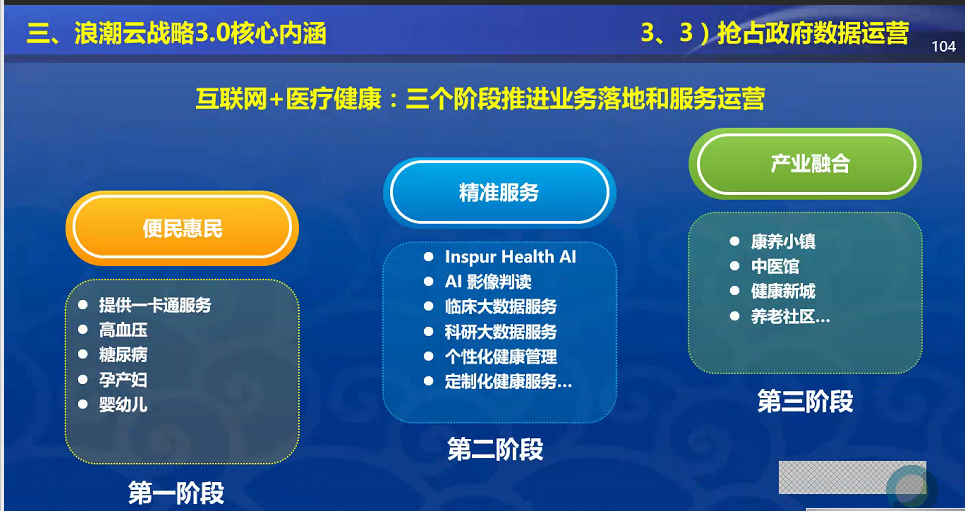 三、浪潮云战略3.0核心内涵
3、3）抢占政府数据运营
104
互联网+医疗健康：三个阶段推进业务落地和服务运营
便民惠民
提供一卡通服务
高血压
糖尿病
孕产妇
婴幼儿
第一阶段
精准服务
Inspur Health AI
AI 影像判读
临床大数据服务
科研大数据服务
个性化健康管理
定制化健康服务...
第二阶段
产业融合
康养小镇
中医馆
健康新城
养老社区...
第三阶段